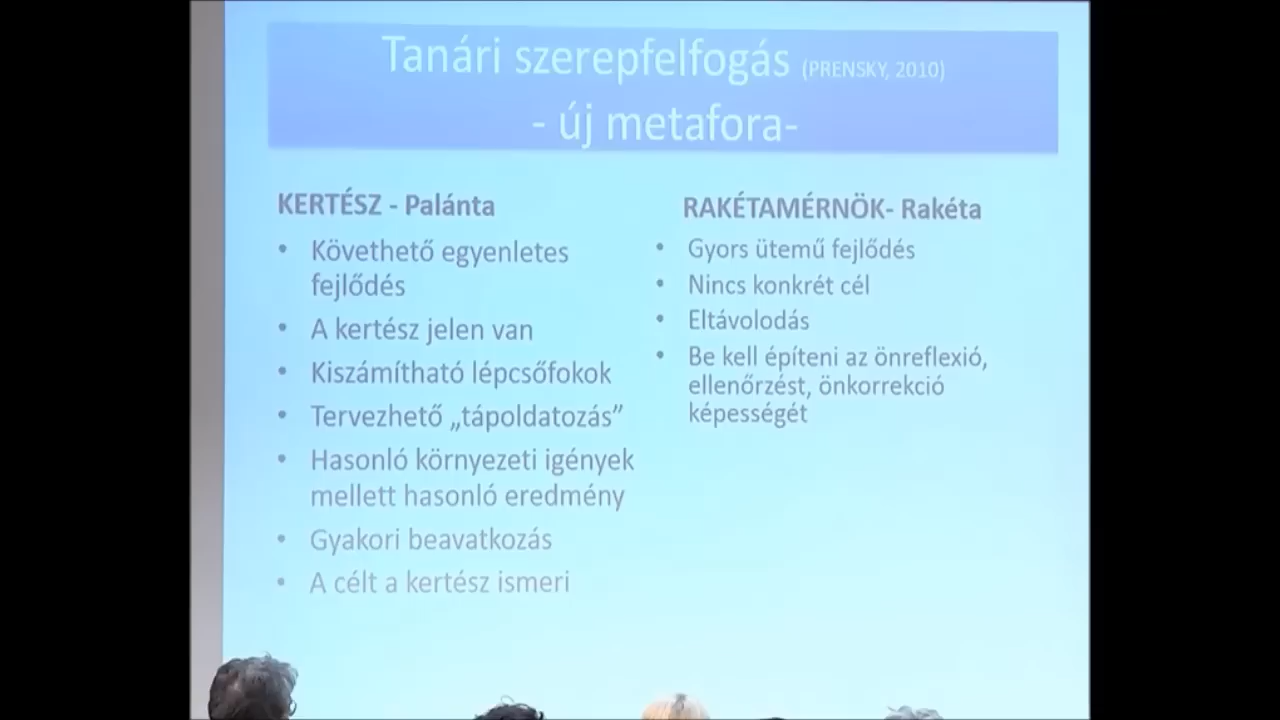 Tanári szerepfelfogás (PRENSKY, 2010)
- új metafora-
KERTÉSZ - Palánta
• Követhető egyenletes
fejlődés
• A kertész jelen van
• Kiszámítható lépcsőfokok
• Tervezhető „tápoldatozás”
• Hasonló környezeti igények
mellett hasonló eredmény
• Gyakori beavatkozás
• A célt a kertész ismeri
RAKÉTAMÉRNÖK- Rakéta
• Gyors ütemű fejlődés
• Nincs konkrét cél
• Eltávolodás
• Be kell építeni az önreflexió,
ellenőrzést, önkorrekció
képességét